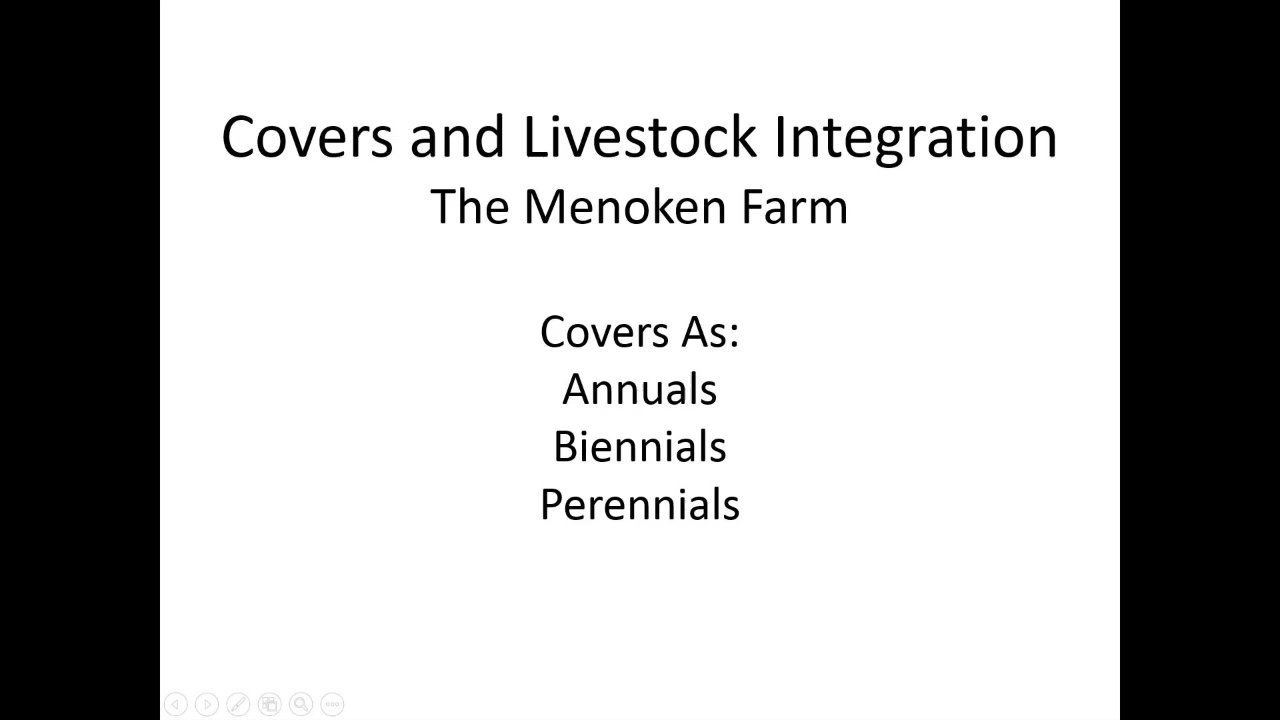 Covers and Livestock Integration
The Menoken Farm
Covers As:
Annuals
Biennials
Perennials